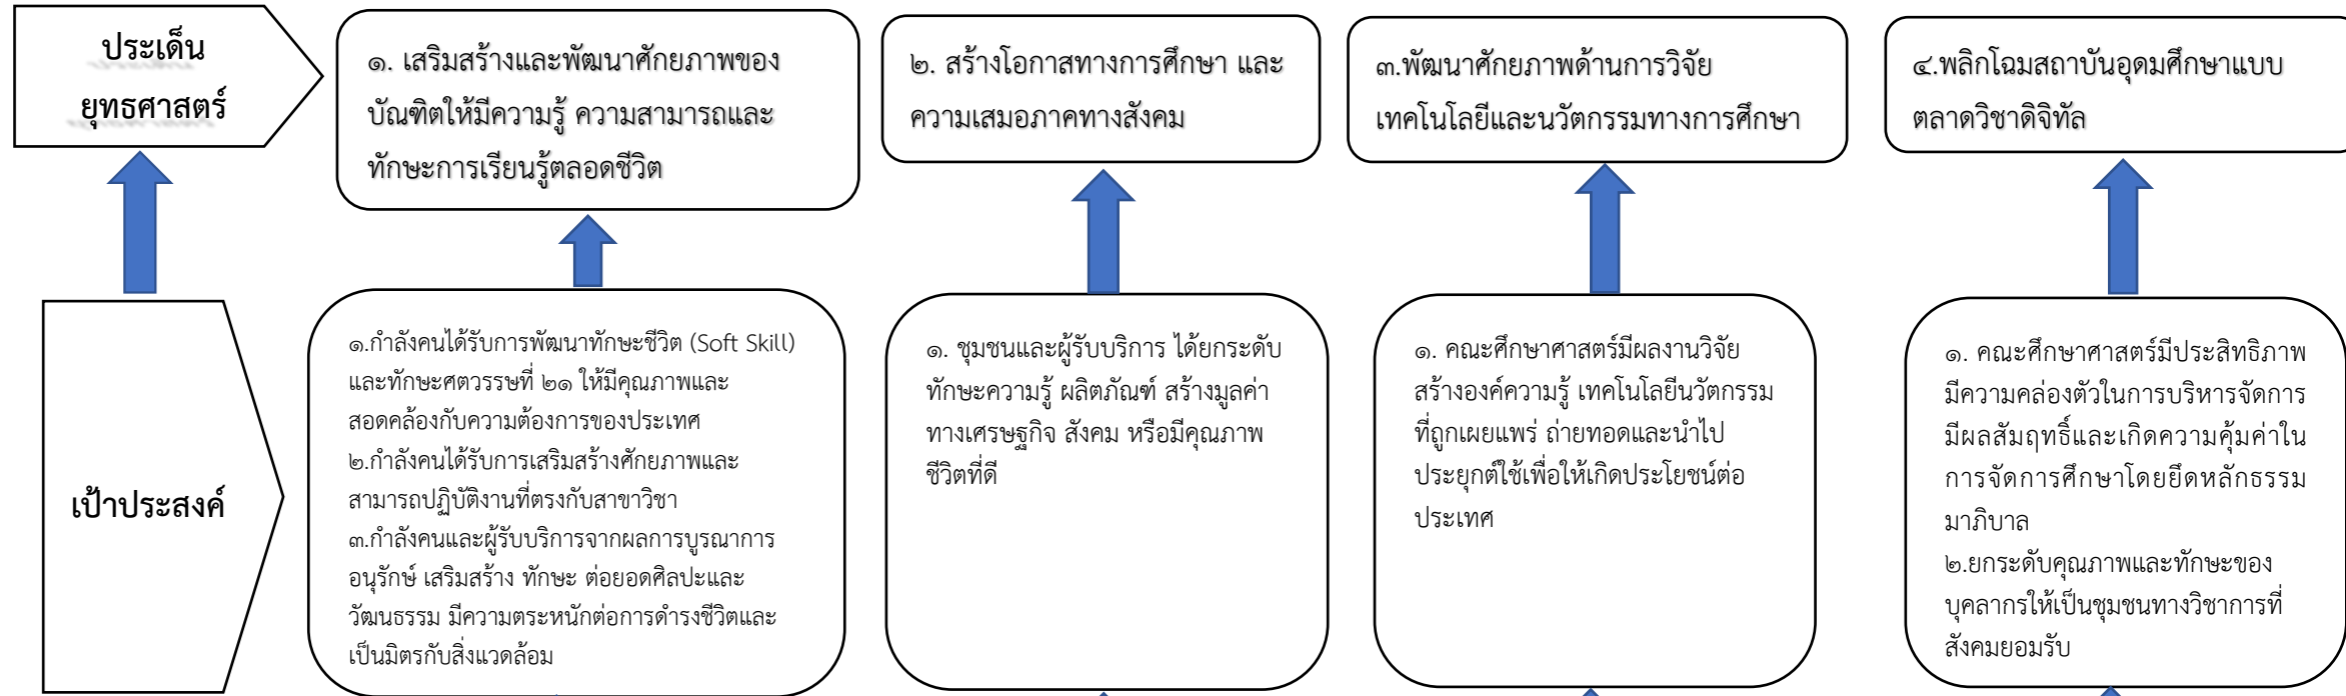 ประเด็น
ยุทธศาสตร์
๑. เสริมสร้างและพัฒนาศักยภาพของ
บัณฑิตให้มีความรู้ ความสามารถและ
ทักษะการเรียนรู้ตลอดชีวิต
๒. สร้างโอกาสทางการศึกษา และ
ความเสมอภาคทางสังคม
๓.พัฒนาศักยภาพด้านการวิจัย
เทคโนโลยีและนวัตกรรมทางการศึกษา
๔.พลิกโฉมสถาบันอุดมศึกษาแบบ
ตลาดวิชาดิจิทัล
เป้าประสงค์
๑.กำลังคนได้รับการพัฒนาทักษะชีวิต (Soft Skill)
และทักษะศตวรรษที่ ๒๑ ให้มีคุณภาพและ
สอดคล้องกับความต้องการของประเทศ
๒.กำลังคนได้รับการเสริมสร้างศักยภาพและ
สามารถปฏิบัติงานที่ตรงกับสาขาวิชา
๓.กำลังคนและผู้รับบริการจากผลการบูรณาการ
อนุรักษ์ เสริมสร้าง ทักษะ ต่อยอดศิลปะและ
วัฒนธรรม มีความตระหนักต่อการดำรงชีวิตและ
เป็นมิตรกับสิ่งแวดล้อม
๑. ชุมชนและผู้รับบริการ ได้ยกระดับ
ทักษะความรู้ ผลิตภัณฑ์ สร้างมูลค่า
ทางเศรษฐกิจ สังคม หรือมีคุณภาพ
ชีวิตที่ดี
๑. คณะศึกษาศาสตร์มีผลงานวิจัย
สร้างองค์ความรู้ เทคโนโลยีนวัตกรรม
ที่ถูกเผยแพร่ ถ่ายทอดและนำไป
ประยุกต์ใช้เพื่อให้เกิดประโยชน์ต่อ
ประเทศ
๑. คณะศึกษาศาสตร์มีประสิทธิภาพ
มีความคล่องตัวในการบริหารจัดการ
มีผลสัมฤทธิ์และเกิดความคุ้มค่าใน
การจัดการศึกษาโดยยึดหลักธรรม
มาภิบาล
๒.ยกระดับคุณภาพและทักษะของ
บุคลากรให้เป็นชุมชนทางวิชาการที่
สังคมยอมรับ